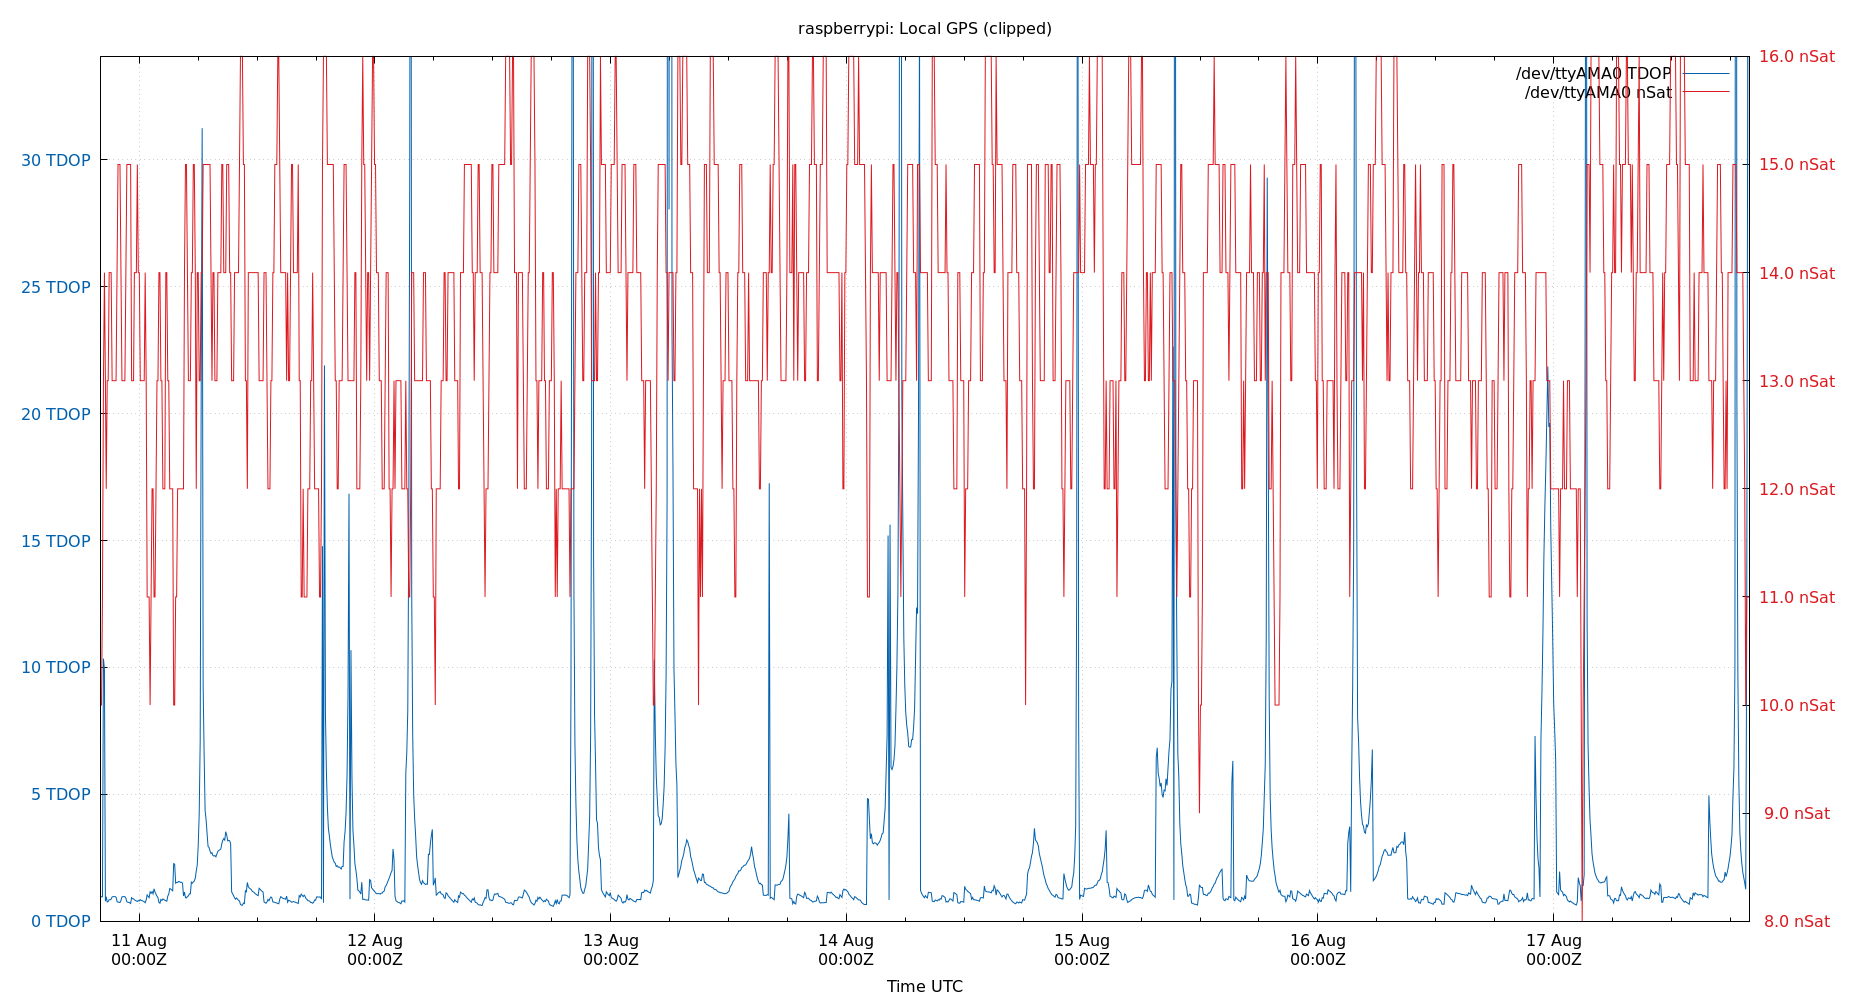 raspberrypi: Local GPS (clipped)
/dev/ttyAMA0 TDOP
/dev/ttyAMA0 nSat
30 TDOP
25 TDOP
20 TDOP
15 TDOP
10 TDOP
5 TDOP
0 TDOP
16.0 nSat
15.0 nSat
14.0 nSat
13.0 nSat
12.0 nSat
11.0 nSat
10.0 nSat
9.0 nSat
8.0 nSat
11 Aug
00:00Z
12 Aug
00:00Z
13 Aug
00:00Z
14 Aug
00:00Z
15 Aug
00:00Z
16 Aug
00:00Z
17 Aug
00:00Z
Time UTC